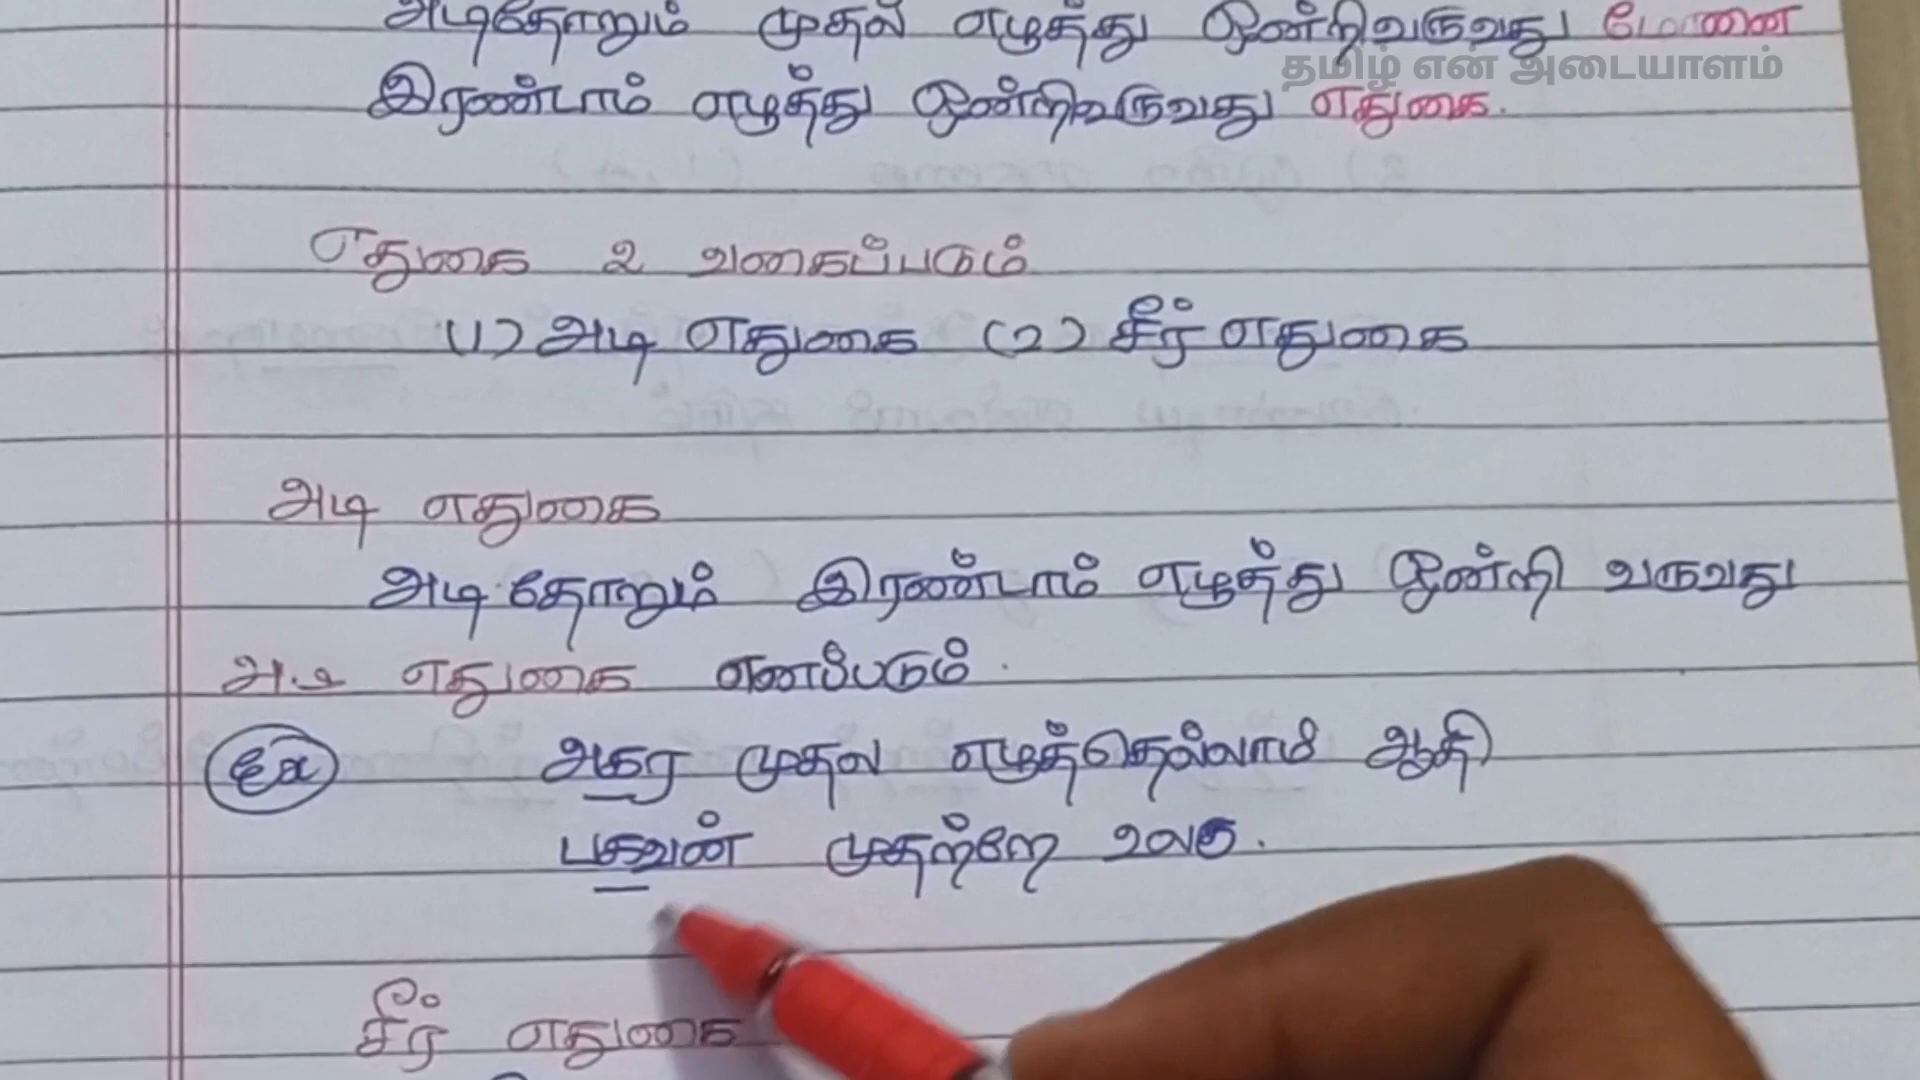 அடிதோறும் முதல் எழுத்து ஒன்றிவருவது மோனை
தமிழ் என் அடையாளம்
இரண்டாம் எழுத்து ஒன்றிவருவது எதுகை.
எதுகை 2 வகைப்படும்
(1) அடி எதுகை (2) சீர் எதுகை
அடி எதுகை
அடி தோறும் இரண்டாம் எழுத்து ஒன்றி வருவது
அடி எதுகை எனப்படும்.
Ex அகர முதல எழுத்தெல்லாம் ஆதி
பகவன் முதற்றே உலகு.
சீர் எதுகை